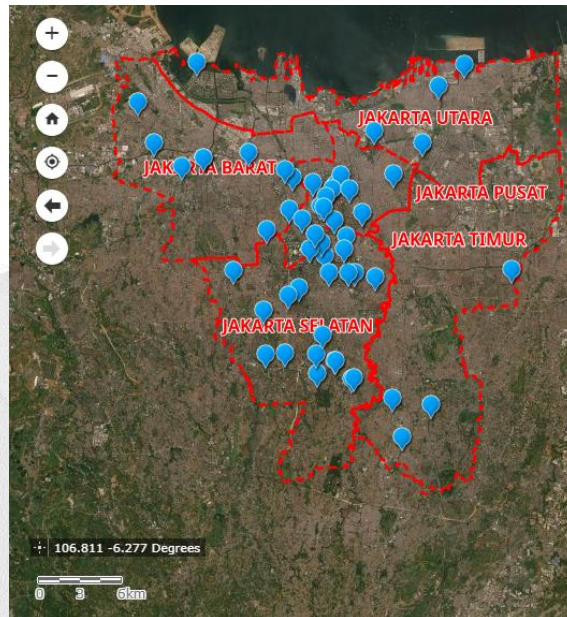 JAKARTA UTARA
JAKARTA BARAT
JAKARTA PUSAT
JAKARTA TIMUR
JAKARTA SELATAN
106.811 -6.277 Degrees
0 3 6km